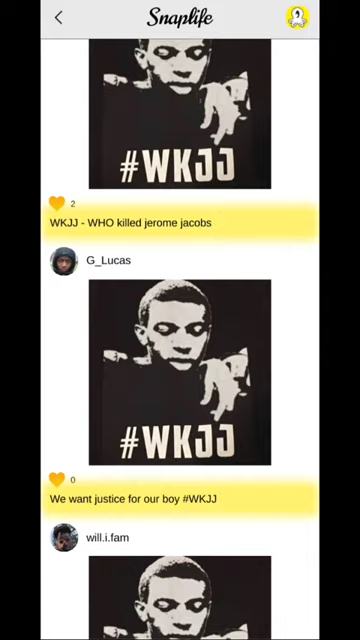 Snaplife
#WKJJ
2
WKJJ - WHO killed jerome jacobs
G_Lucas
#WKJJ
0
We want justice for our boy #WKJJ
will.i.fam